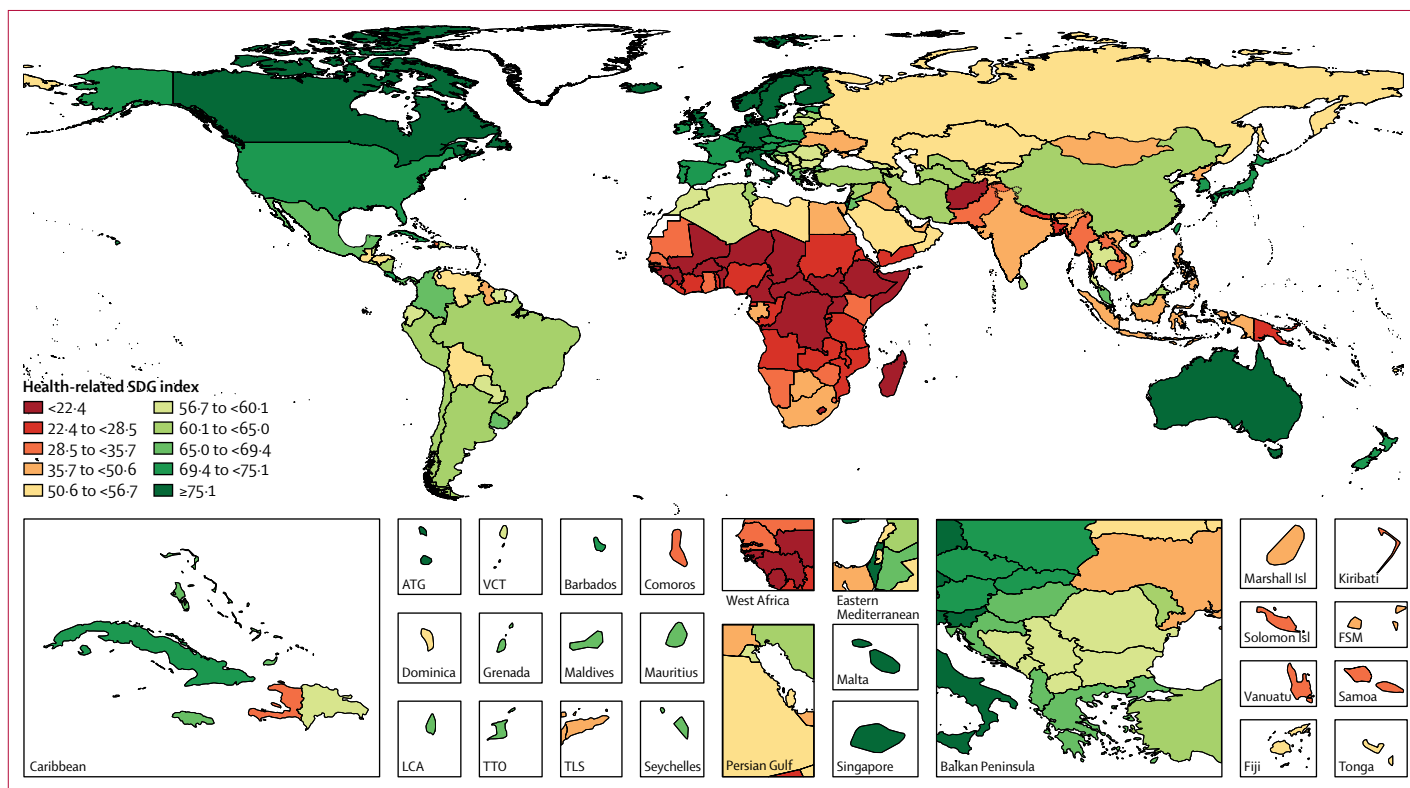 Health-related SDG index
<22·4
22·4 to <28·5
28·5 to <35·7
35·7 to <50·6
50·6 to <56·7
56·7 to <60·1
60·1 to <65·0
65·0 to <69·4
69·4 to <75·1
≥75·1
Caribbean
ATG
VCT
Barbados
Comoros
Dominica
Grenada
Maldives
Mauritius
LCA
TTO
TLS
Seychelles
West Africa
Eastern
Mediterranean
Persian Gulf
Malta
Singapore
Balkan Peninsula
Marshall Isl
Kiribati
Solomon Isl
FSM
Vanuatu
Samoa
Fiji
Tonga